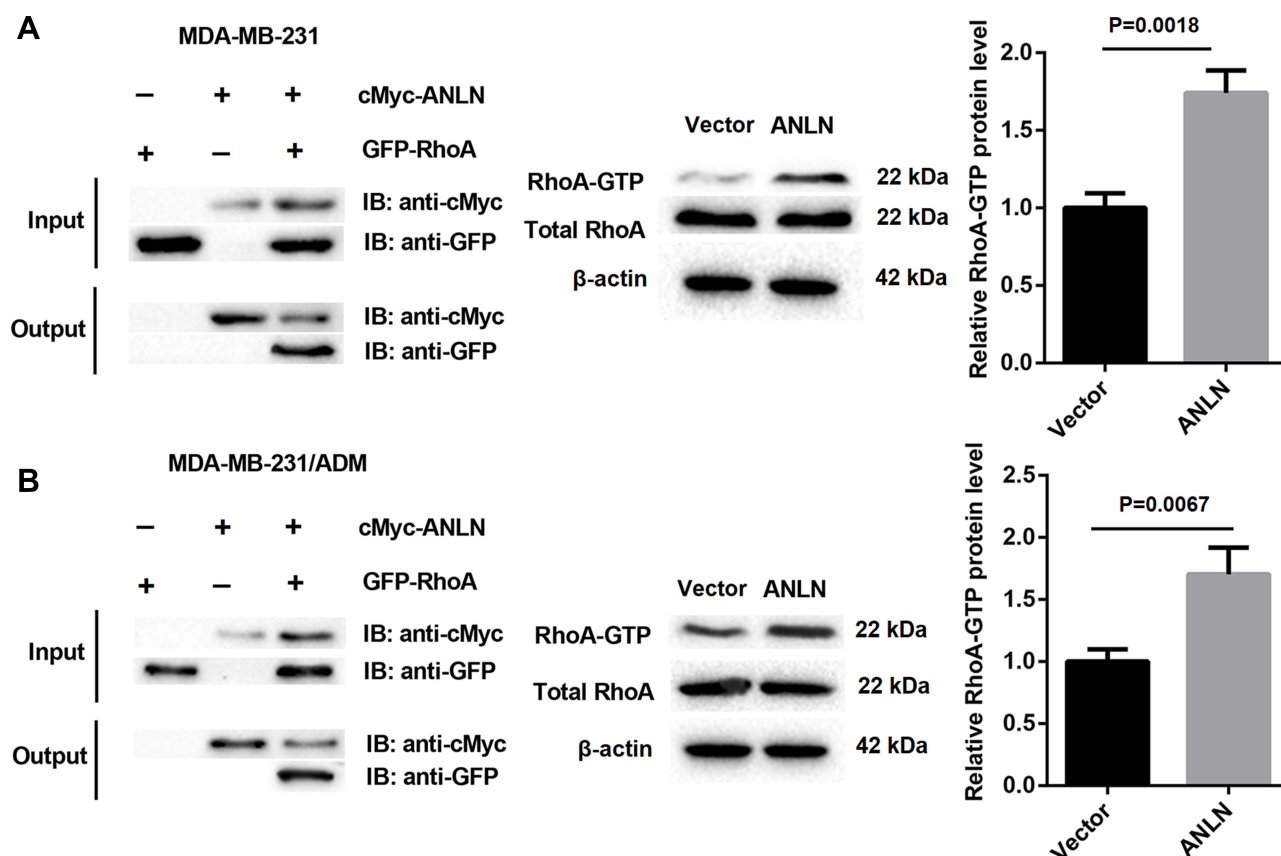 A
MDA-MB-231
– + + cMyc-ANLN
+ – + GFP-RhoA
Input
IB: anti-cMyc
IB: anti-GFP
Output
IB: anti-cMyc
IB: anti-GFP
Vector ANLN
RhoA-GTP 22 kDa
Total RhoA 22 kDa
β-actin 42 kDa
Relative RhoA-GTP protein level
P=0.0018
2.0
1.5
1.0
0.5
0.0
Vector
ANLN
B
MDA-MB-231/ADM
– + + cMyc-ANLN
+ – + GFP-RhoA
Input
IB: anti-cMyc
IB: anti-GFP
Output
IB: anti-cMyc
IB: anti-GFP
Vector ANLN
RhoA-GTP 22 kDa
Total RhoA 22 kDa
β-actin 42 kDa
Relative RhoA-GTP protein level
P=0.0067
2.5
2.0
1.5
1.0
0.5
0.0
Vector
ANLN